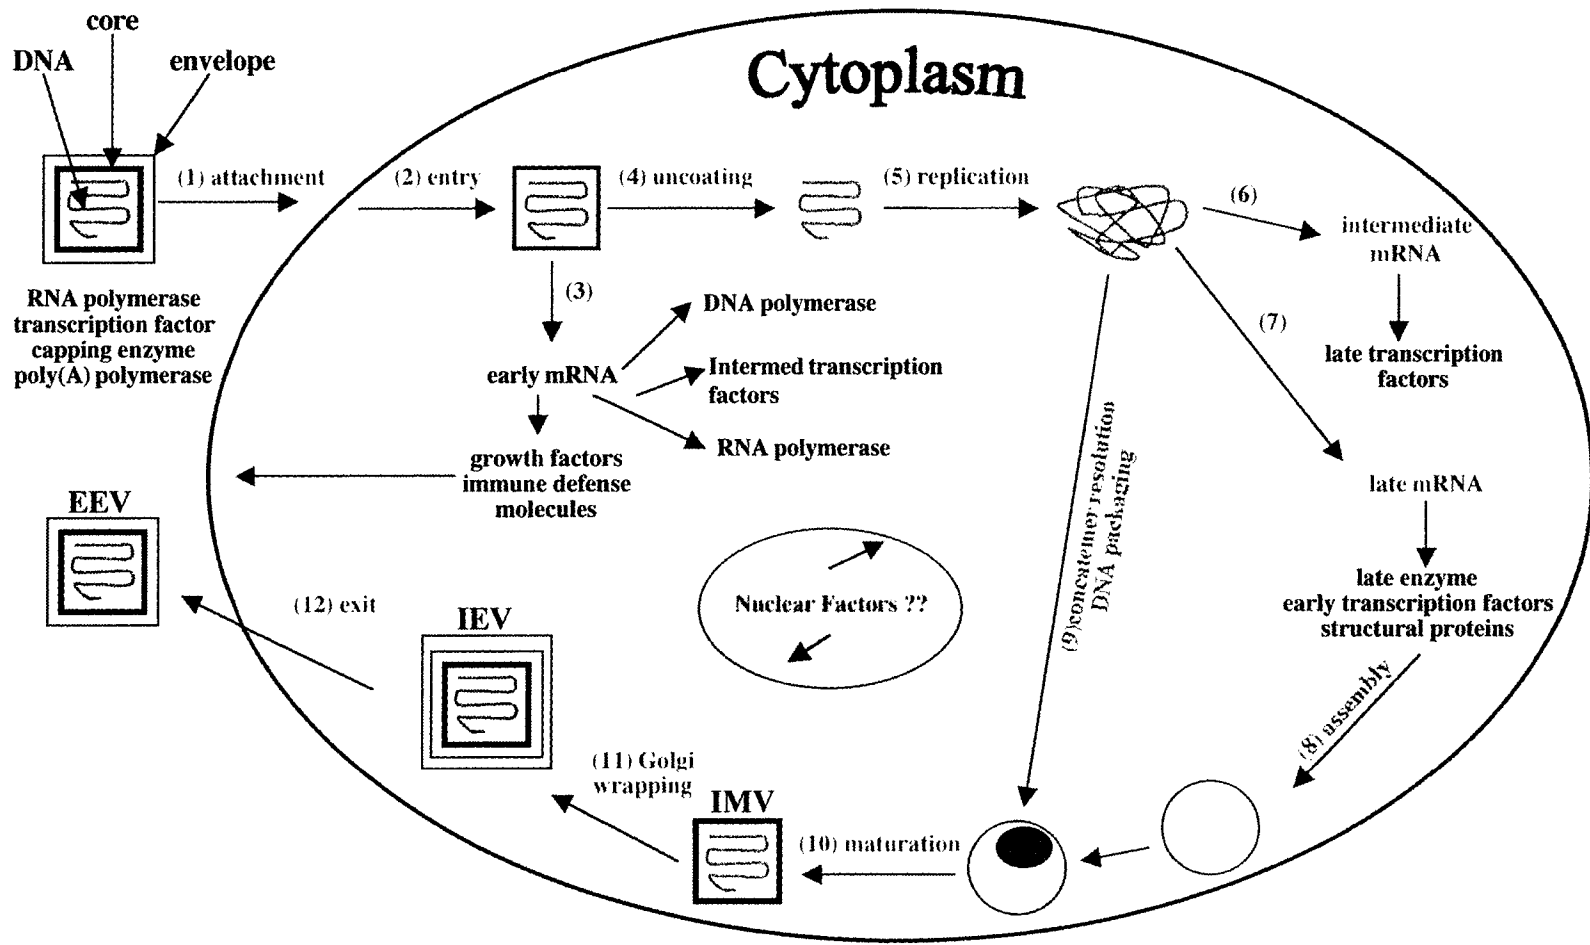 core
DNA
envelope
Cytoplasm
(1) attachment
(2) entry
(4) uncoating
(5) replication
(6)
intermediate
mRNA
RNA polymerase
transcription factor
capping enzyme
poly(A) polymerase
(3)
DNA polymerase
early mRNA
Intermed transcription
factors
RNA polymerase
growth factors
immune defense
molecules
(7)
late transcription
factors
late mRNA
late enzyme
early transcription factors
structural proteins
(9)concatemer resolution
DNA packaging
Nuclear Factors ??
EEV
(12) exit
IEV
(11) Golgi
wrapping
IMV
(10) maturation
(8) assembly